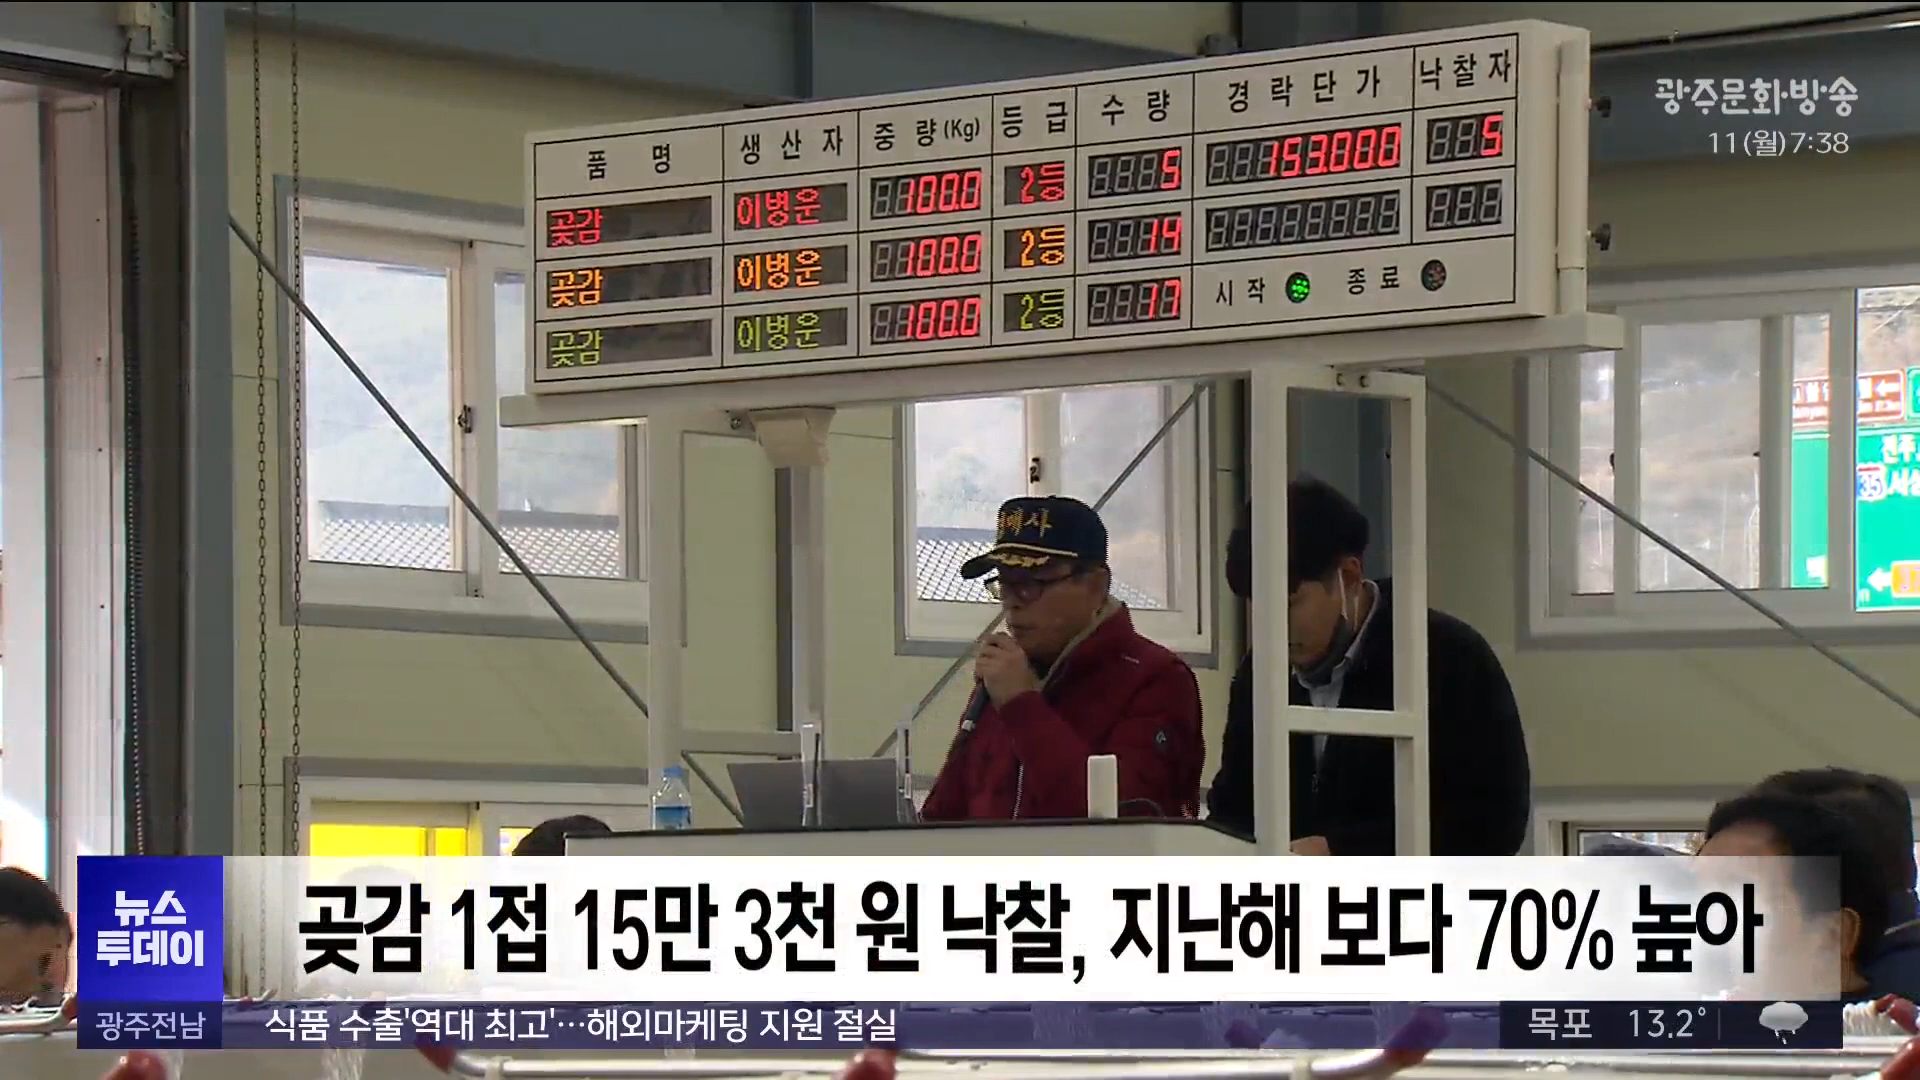 광주문화방송
11(월)7:38
품명 생산자 중량(Kg) 등급 수량 경락단가 낙찰자
곶감 이병운 100.0 2등 5 153.000 5
곶감 이병운 100.0 2등 14
곶감 이병운 100.0 2등 17
시작 종료
35
뉴스
투데이
곶감 1접 15만 3천 원 낙찰, 지난해 보다 70% 높아
광주전남
식품 수출'역대 최고'…해외마케팅 지원 절실
목포 13.2°